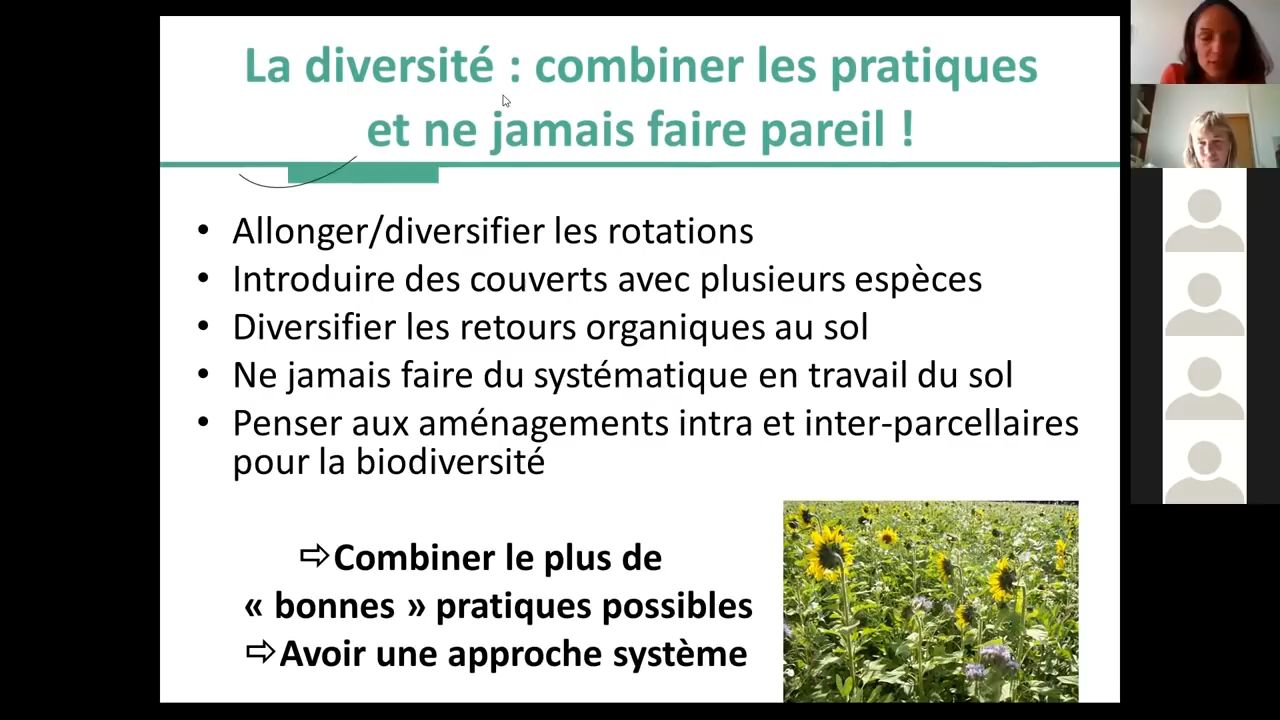 La diversité : combiner les pratiques
et ne jamais faire pareil !
• Allonger/diversifier les rotations
• Introduire des couverts avec plusieurs espèces
• Diversifier les retours organiques au sol
• Ne jamais faire du systématique en travail du sol
• Penser aux aménagements intra et inter-parcellaires
pour la biodiversité
⇨Combiner le plus de
« bonnes » pratiques possibles
⇨Avoir une approche système